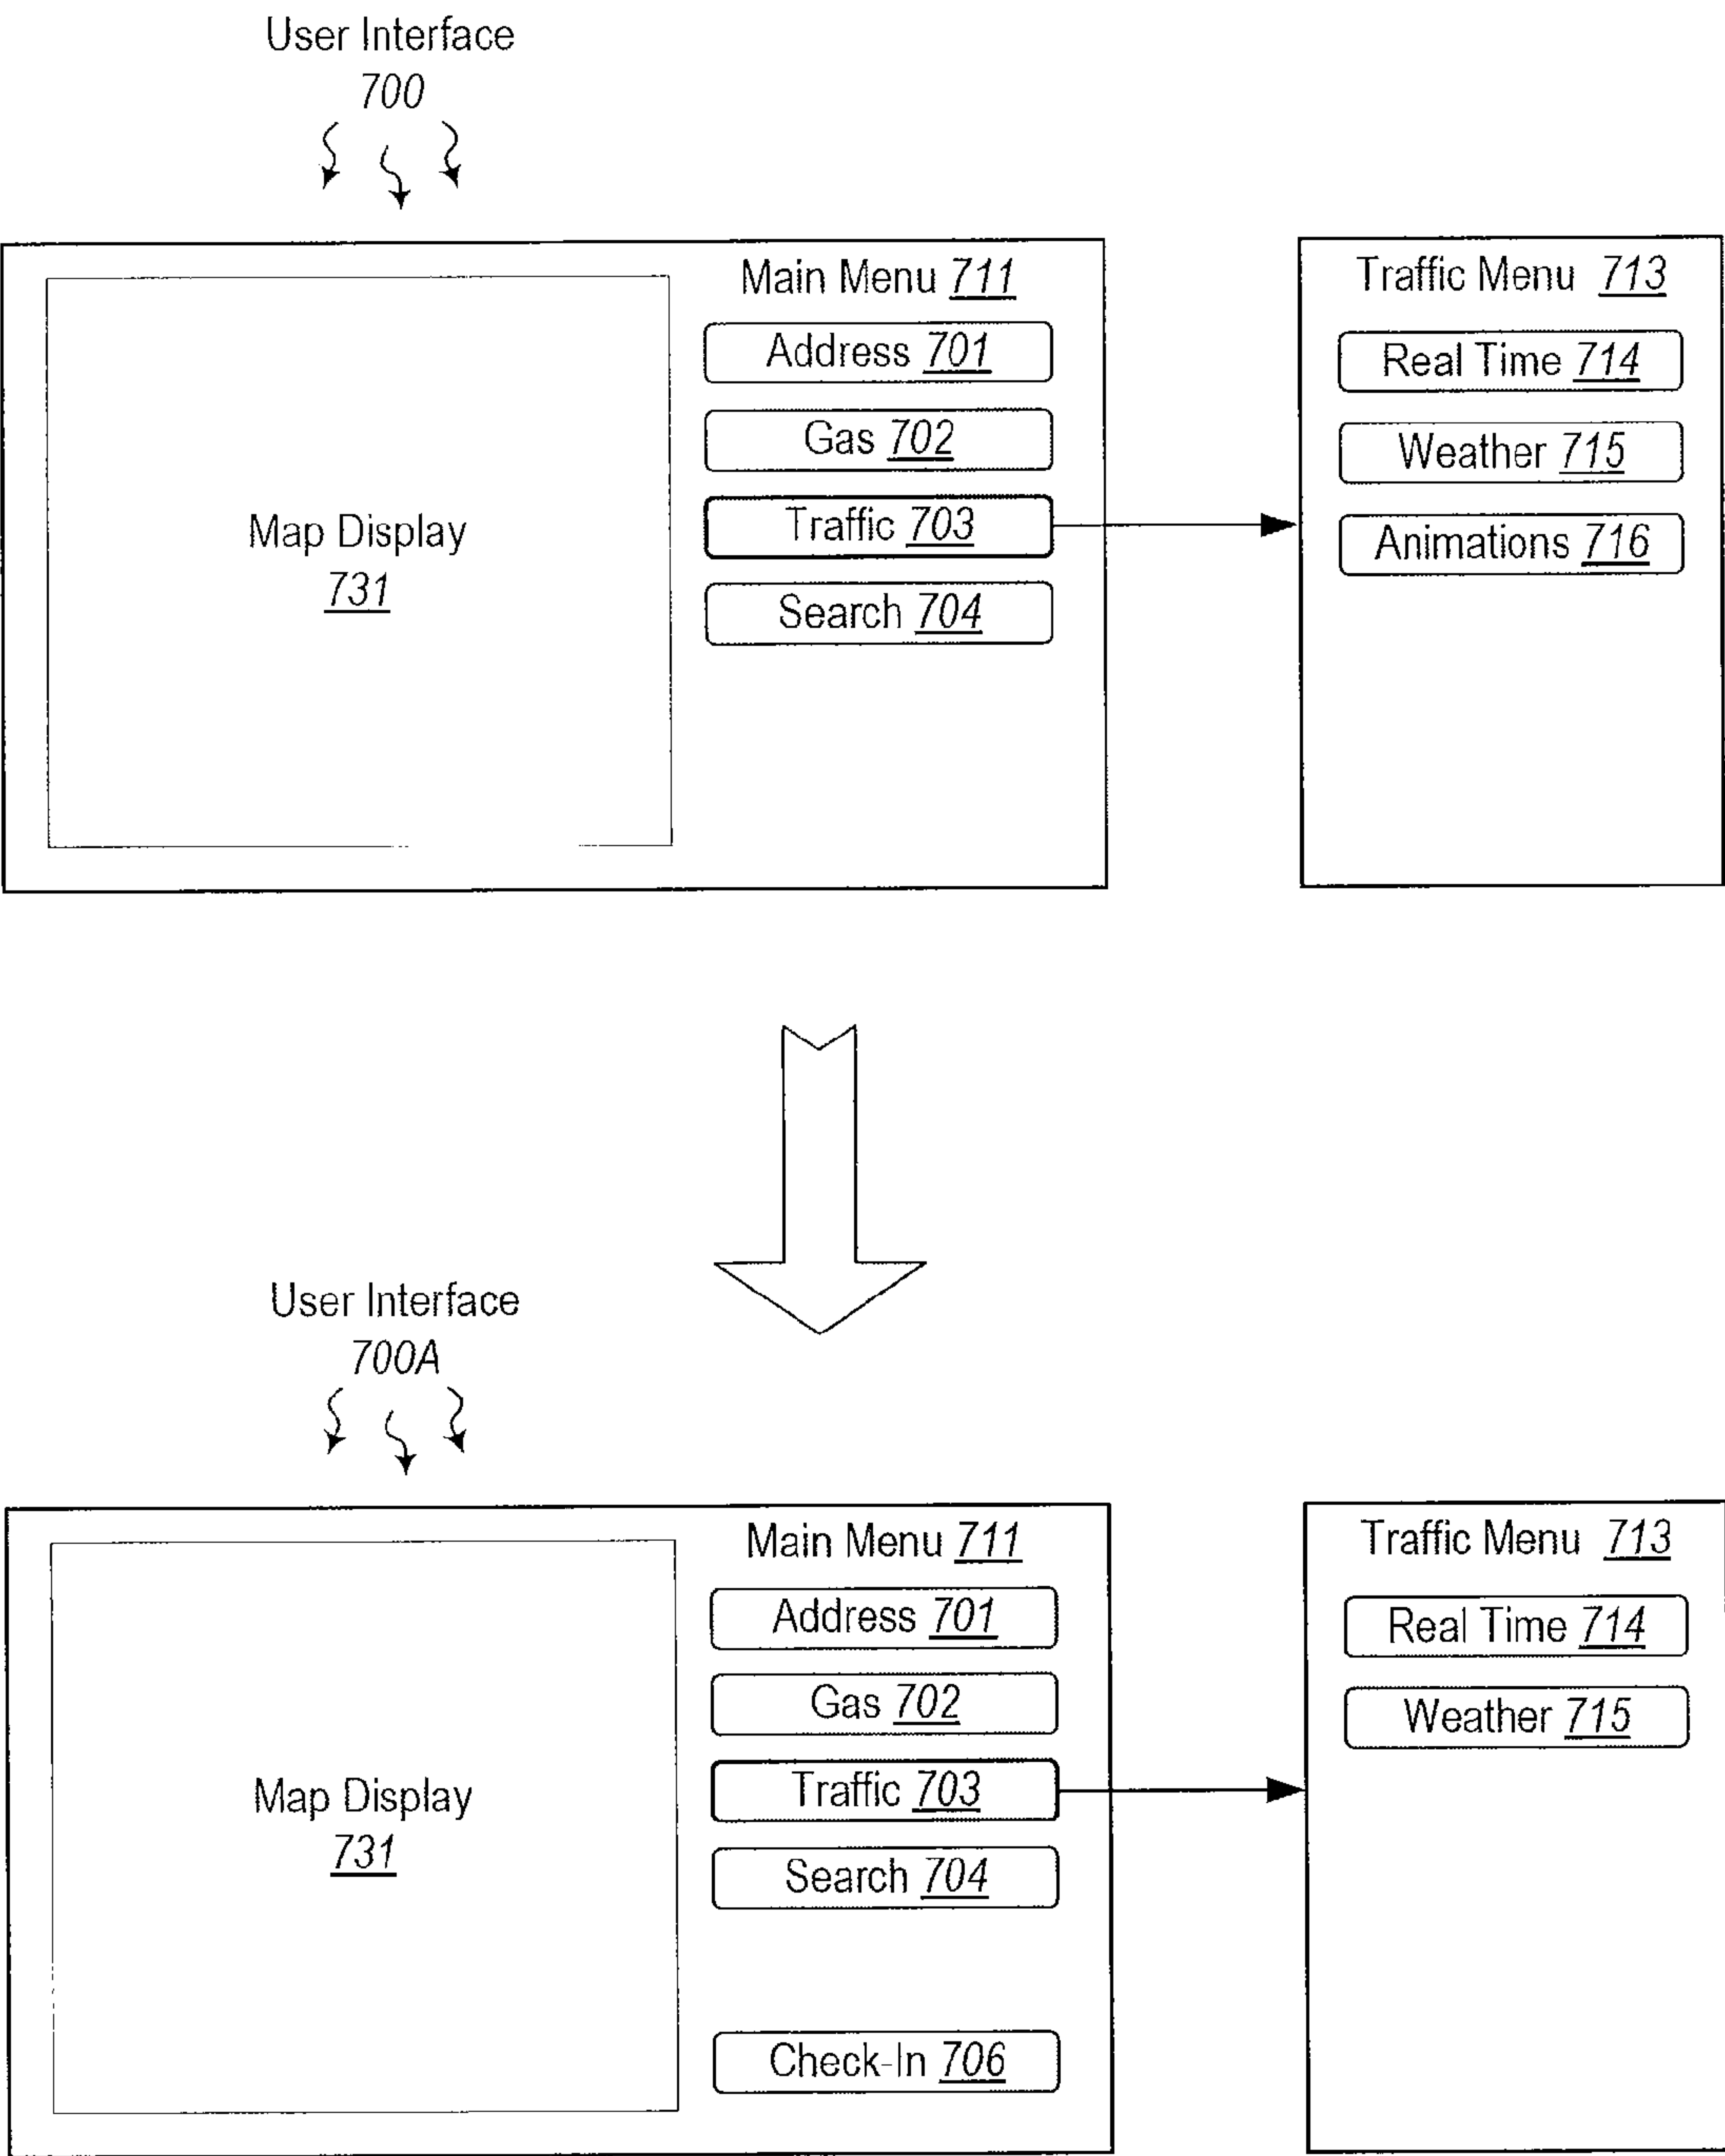 User Interface
700
Main Menu 711
Address 701
Gas 702
Traffic 703
Search 704
Map Display
731
Traffic Menu 713
Real Time 714
Weather 715
Animations 716
User Interface
700A
Main Menu 711
Address 701
Gas 702
Traffic 703
Search 704
Check-In 706
Map Display
731
Traffic Menu 713
Real Time 714
Weather 715